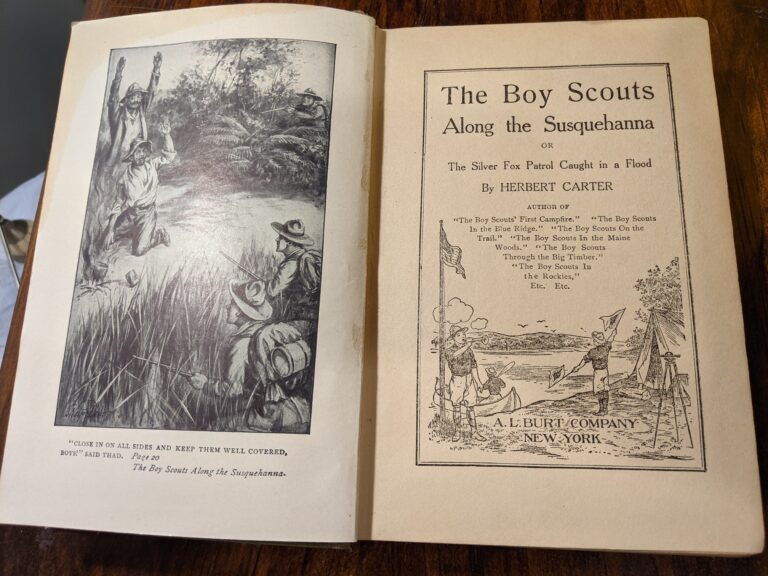 "CLOSE IN ON ALL SIDES AND KEEP THEM WELL COVERED,
BOYS!" SAID THAD. Page 20
The Boy Scouts Along the Susquehanna.
The Boy Scouts
Along the Susquehanna
OR
The Silver Fox Patrol Caught in a Flood
By HERBERT CARTER
AUTHOR OF
"The Boy Scouts' First Campfire." "The Boy Scouts
In the Blue Ridge." "The Boy Scouts On the
Trail." "The Boy Scouts In the Maine
Woods." "The Boy Scouts
Through the Big Timber."
"The Boy Scouts In
the Rockies,"
Etc. Etc.
A. L. BURT COMPANY
NEW YORK